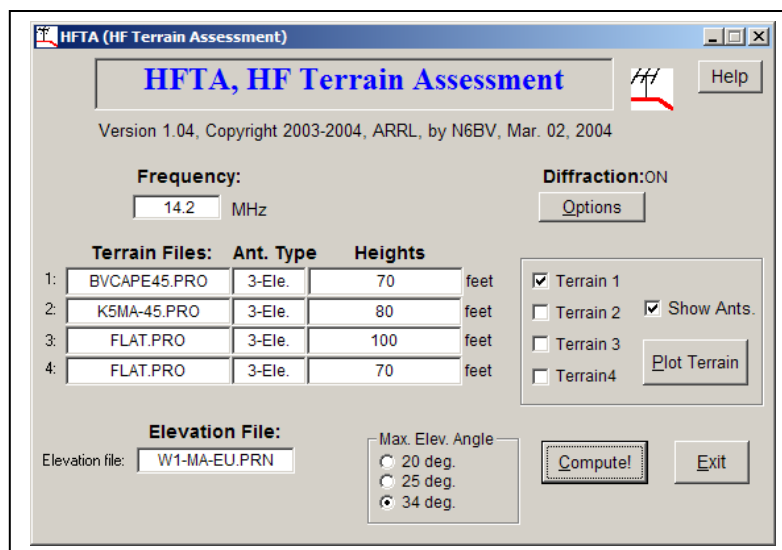 HFTA (HF Terrain Assessment)
HFTA, HF Terrain Assessment
Help
Version 1.04, Copyright 2003-2004, ARRL, by N6BV, Mar. 02, 2004
Frequency:
14.2 MHz
Diffraction:ON
Options
Terrain Files: Ant. Type Heights
1: BVCAPE45.PRO 3-Ele. 70 feet
2: K5MA-45.PRO 3-Ele. 80 feet
3: FLAT.PRO 3-Ele. 100 feet
4: FLAT.PRO 3-Ele. 70 feet
Terrain 1
Terrain 2
Terrain 3
Terrain4
Show Ants.
Plot Terrain
Elevation File:
Elevation file: W1-MA-EU.PRN
Max. Elev. Angle
20 deg.
25 deg.
34 deg.
Compute!
Exit